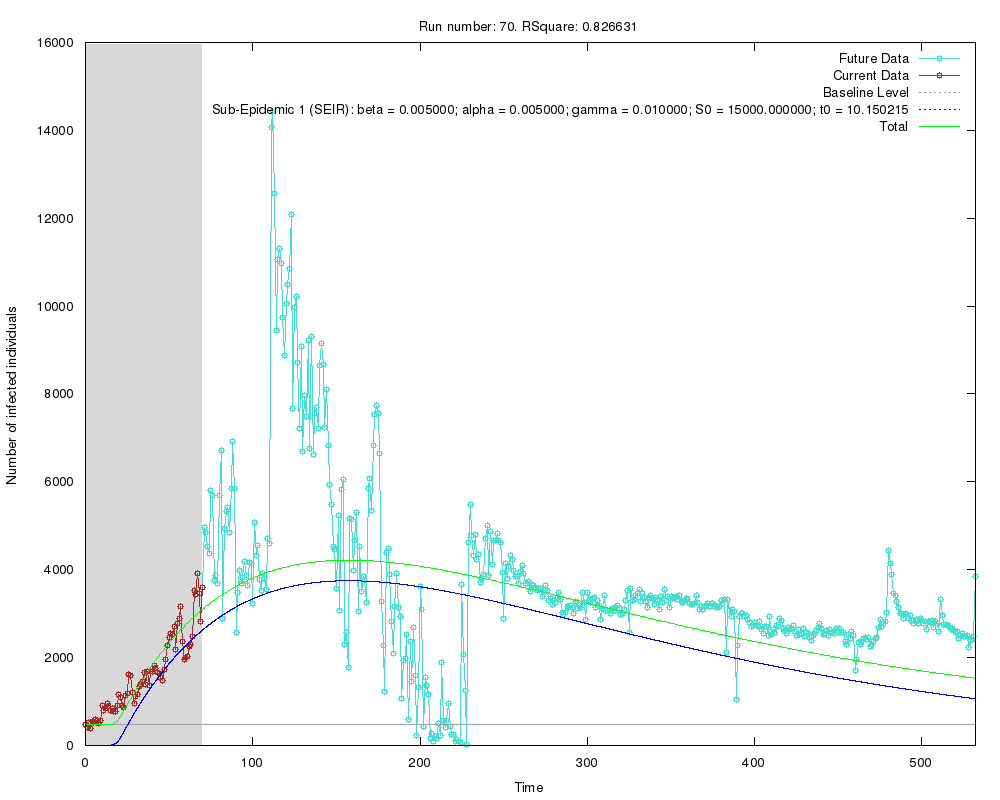 Run number: 70. RSquare: 0.826631
16000
14000
12000
10000
8000
6000
4000
2000
0
Number of infected individuals
Future Data
Current Data
Baseline Level
Sub-Epidemic 1 (SEIR): beta = 0.005000; alpha = 0.005000; gamma = 0.010000; S0 = 15000.000000; t0 = 10.150215
Total
0 100 200 300 400 500
Time